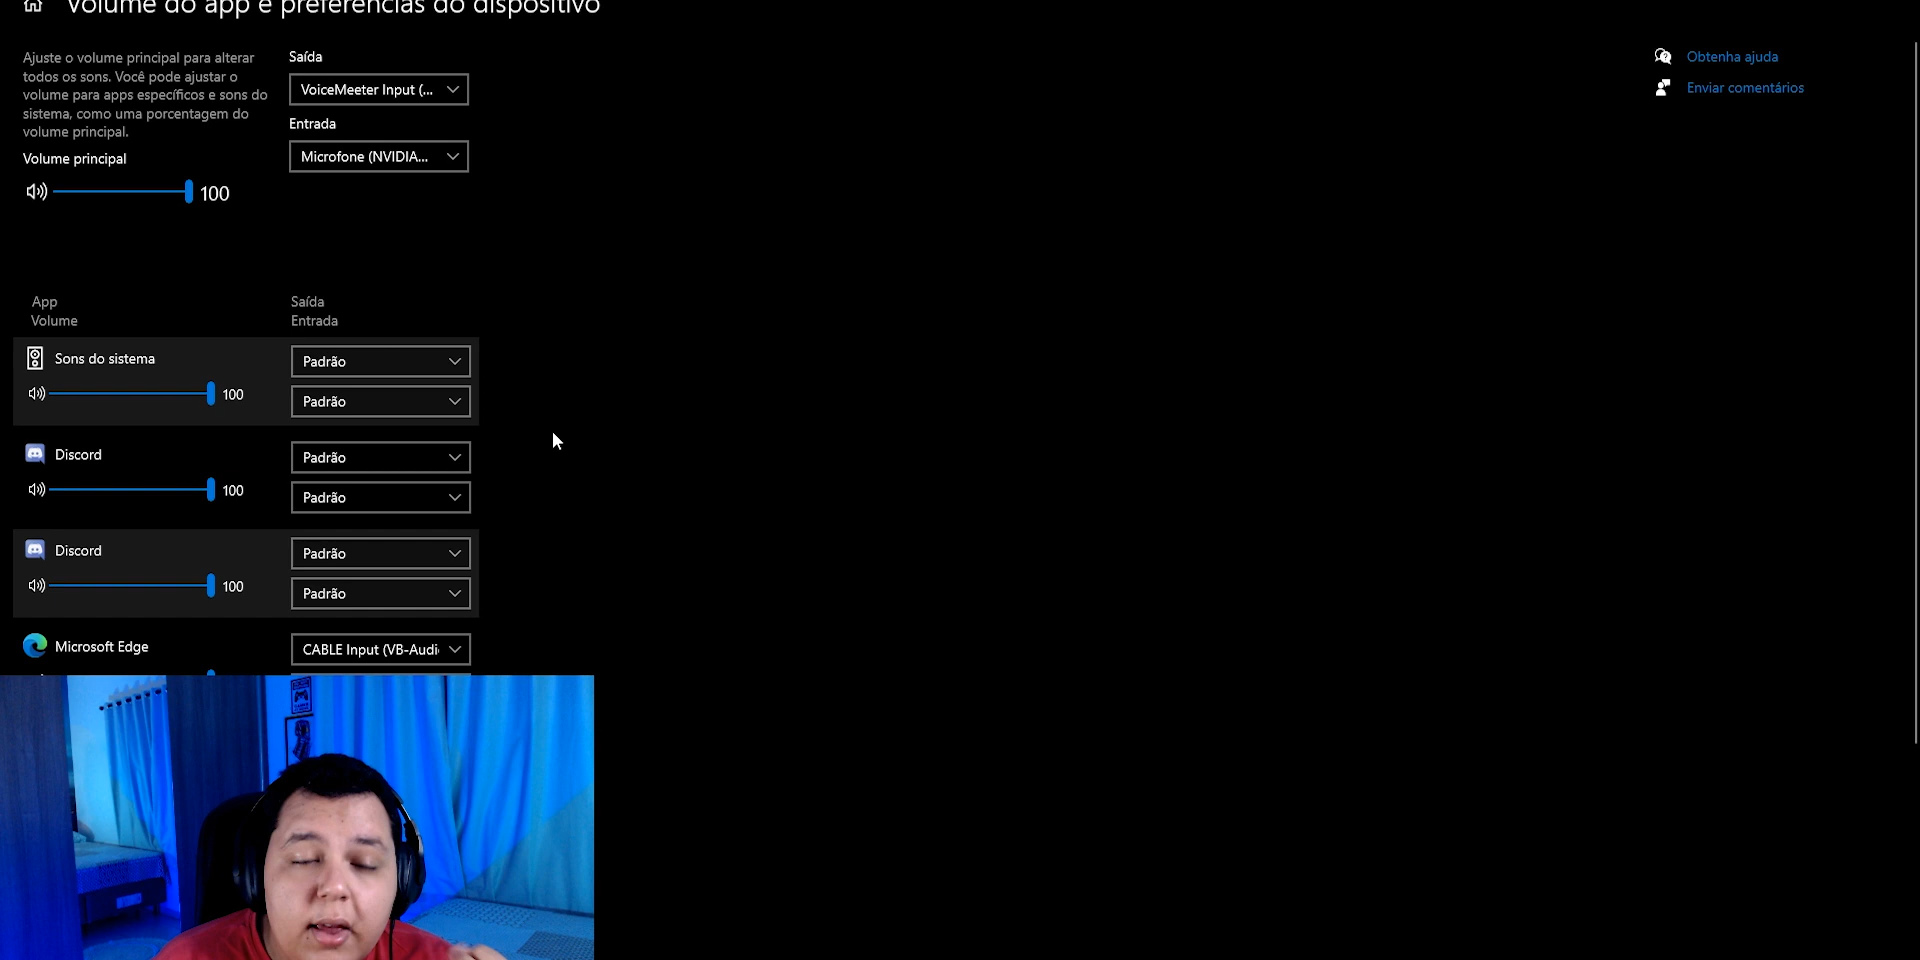 Volume do app e preferências do dispositivo
Ajuste o volume principal para alterar
todos os sons. Você pode ajustar o
volume para apps específicos e sons do
sistema, como uma porcentagem do
volume principal.
Volume principal
100
Saída
VoiceMeeter Input (...
Entrada
Microfone (NVIDIA...
Obtenha ajuda
Enviar comentários
App
Volume
Saída
Entrada
Sons do sistema
100
Padrão
Padrão
Discord
100
Padrão
Padrão
Discord
100
Padrão
Padrão
Microsoft Edge
CABLE Input (VB-Audi